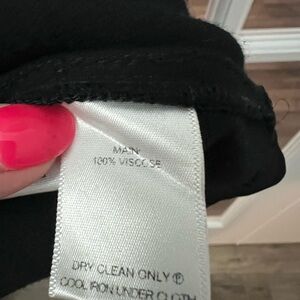 MAIN:
100% VISCOSE
DRY CLEAN ONLY ®
COOL IRON UNDER CLOTH